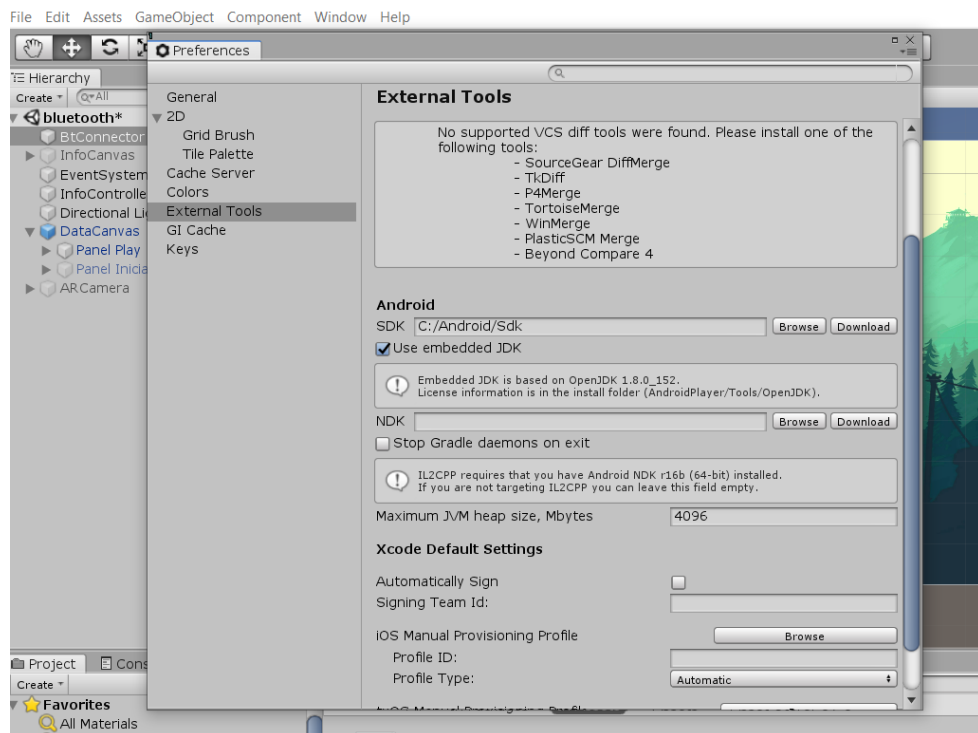 File Edit Assets GameObject Component Window Help
Preferences
Hierarchy
Create
All
bluetooth*
BtConnector
InfoCanvas
EventSystem
InfoControlle
Directional Li
DataCanvas
Panel Play
Panel Inicia
ARCamera
General
2D
Grid Brush
Tile Palette
Cache Server
Colors
External Tools
GI Cache
Keys
External Tools
No supported VCS diff tools were found. Please install one of the
following tools:
- SourceGear DiffMerge
- TkDiff
- P4Merge
- TortoiseMerge
- WinMerge
- PlasticSCM Merge
- Beyond Compare 4
Android
SDK C:/Android/Sdk Browse Download
Use embedded JDK
Embedded JDK is based on OpenJDK 1.8.0_152.
License information is in the install folder (AndroidPlayer/Tools/OpenJDK).
NDK Browse Download
Stop Gradle daemons on exit
IL2CPP requires that you have Android NDK r16b (64-bit) installed.
If you are not targeting IL2CPP you can leave this field empty.
Maximum JVM heap size, Mbytes 4096
Xcode Default Settings
Automatically Sign
Signing Team Id:
iOS Manual Provisioning Profile Browse
Profile ID:
Profile Type: Automatic
Project Cons
Create
Favorites
All Materials